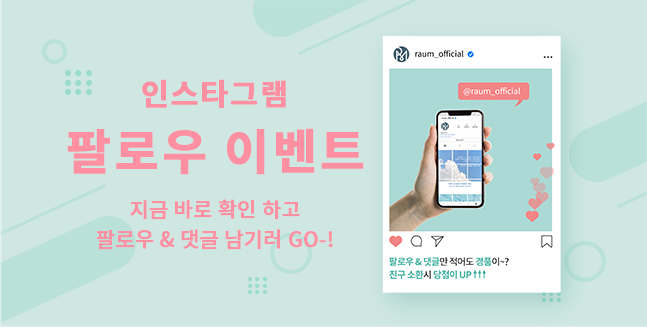 인스타그램
팔로우 이벤트
지금 바로 확인 하고
팔로우 & 댓글 남기러 GO-!
raum_official
@raum_official
팔로우 & 댓글만 적어도 경품이~?
친구 소환시 당첨이 UP ↑↑↑